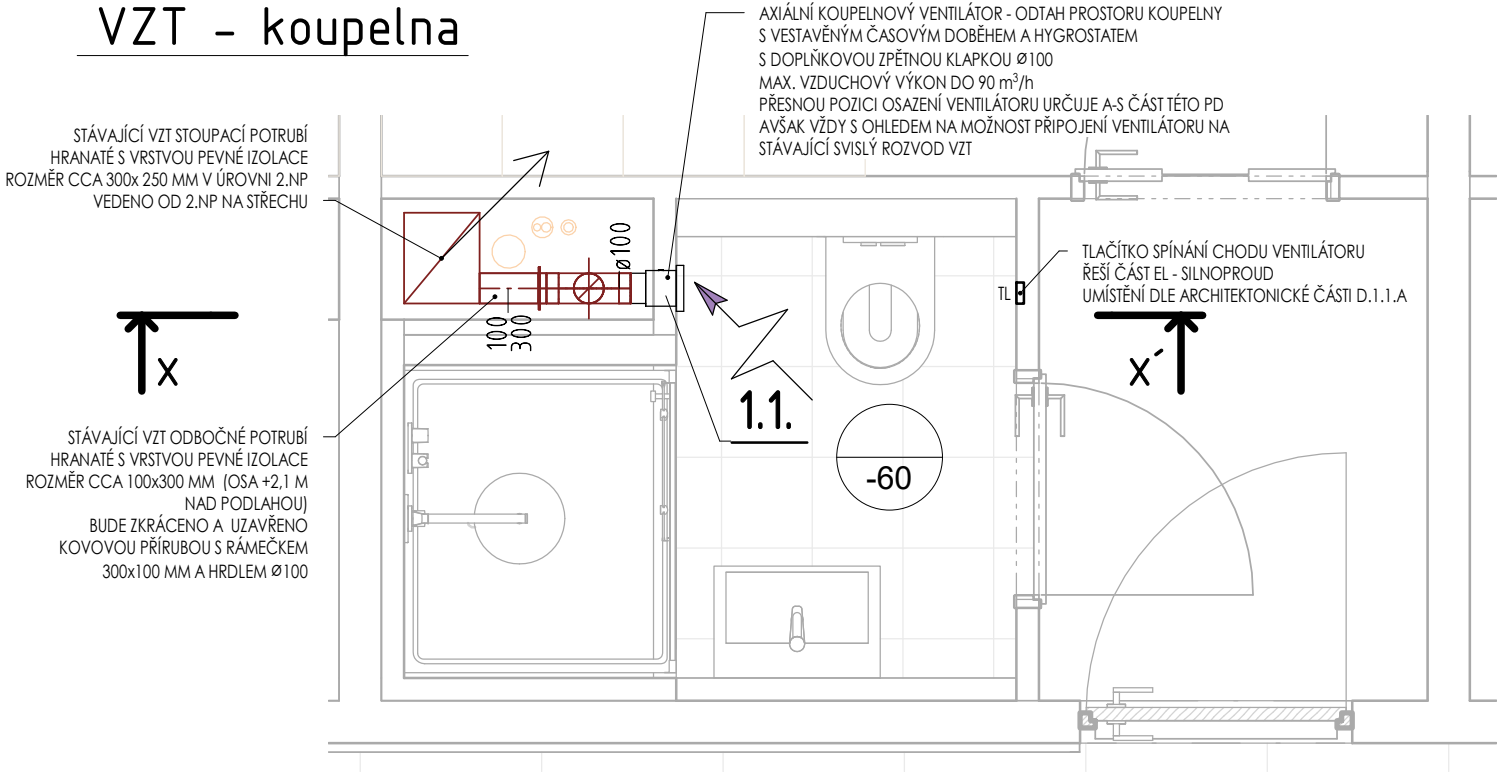 VZT - koupelna
AXIÁLNÍ KOUPELNOVÝ VENTILÁTOR - ODTAH PROSTORU KOUPELNY
S VESTAVĚNÝM ČASOVÝM DOBĚHEM A HYGROSTATEM
S DOPLŇKOVOU ZPĚTNOU KLAPKOU Ø100
MAX. VZDUCHOVÝ VÝKON DO 90 m³/h
PŘESNOU POZICI OSAZENÍ VENTILÁTORU URČUJE A-S ČÁST TÉTO PD
AVŠAK VŽDY S OHLEDEM NA MOŽNOST PŘIPOJENÍ VENTILÁTORU NA
STÁVAJÍCÍ SVISLÝ ROZVOD VZT
STÁVAJÍCÍ VZT STOUPACÍ POTRUBÍ
HRANATÉ S VRSTVOU PEVNÉ IZOLACE
ROZMĚR CCA 300x 250 MM V ÚROVNI 2.NP
VEDENO OD 2.NP NA STŘECHU
ø100
TLAČÍTKO SPÍNÁNÍ CHODU VENTILÁTORU
ŘEŠÍ ČÁST EL - SILNOPROUD
UMÍSTĚNÍ DLE ARCHITEKTONICKÉ ČÁSTI D.1.1.A
TL
100
300
X
X´
1.1.
-60
STÁVAJÍCÍ VZT ODBOČNÉ POTRUBÍ
HRANATÉ S VRSTVOU PEVNÉ IZOLACE
ROZMĚR CCA 100x300 MM (OSA +2,1 M
NAD PODLAHOU)
BUDE ZKRÁCENO A UZAVŘENO
KOVOVOU PŘÍRUBOU S RÁMEČKEM
300x100 MM A HRDLEM Ø100